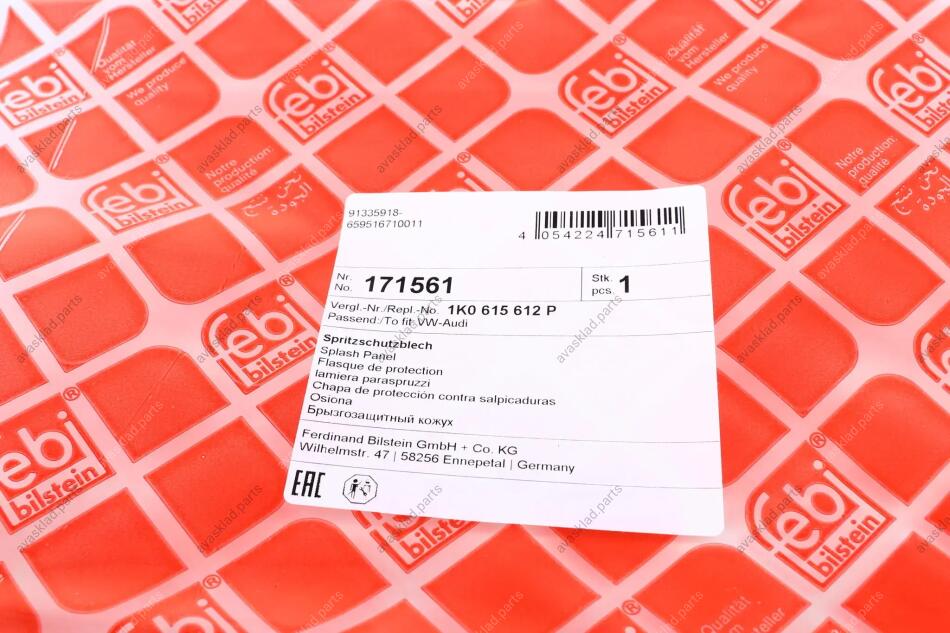 91335918-
659516710011
4 054224 715611
Nr.
No. 171561
Stk.
pcs. 1
Vergl.-Nr./Repl.-No. 1K0 615 612 P
Passend:/To fit:VW-Audi
Spritzschutzblech
Splash Panel
Flasque de protection
lamiera paraspruzzi
Chapa de protección contra salpicaduras
Osiona
Брызгозащитный кожух
Ferdinand Bilstein GmbH + Co. KG
Wilhelmstr. 47 | 58256 Ennepetal | Germany
EAC
febi
bilstein
Qualität
vom
Hersteller
We produce
quality
Notre
production:
qualité
avasklad.parts